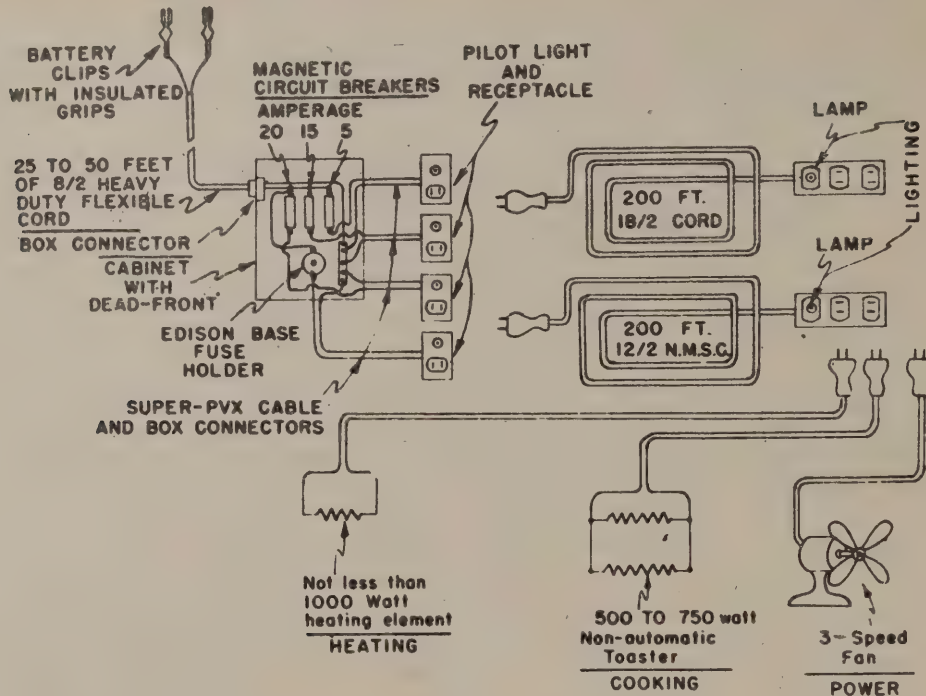 BATTERY
CLIPS
WITH INSULATED
GRIPS
MAGNETIC
CIRCUIT BREAKERS
AMPERAGE
20 15 5
PILOT LIGHT
AND
RECEPTACLE
LAMP
LIGHTING
25 TO 50 FEET
OF 8/2 HEAVY
DUTY FLEXIBLE
CORD
BOX CONNECTOR
CABINET
WITH
DEAD-FRONT
200 FT.
18/2 CORD
LAMP
EDISON BASE
FUSE
HOLDER
200 FT.
12/2 N.M.S.C.
SUPER-PVX CABLE
AND BOX CONNECTORS
Not less than
1000 Watt
heating element
HEATING
500 TO 750 watt
Non-automatic
Toaster
COOKING
3-Speed
Fan
POWER